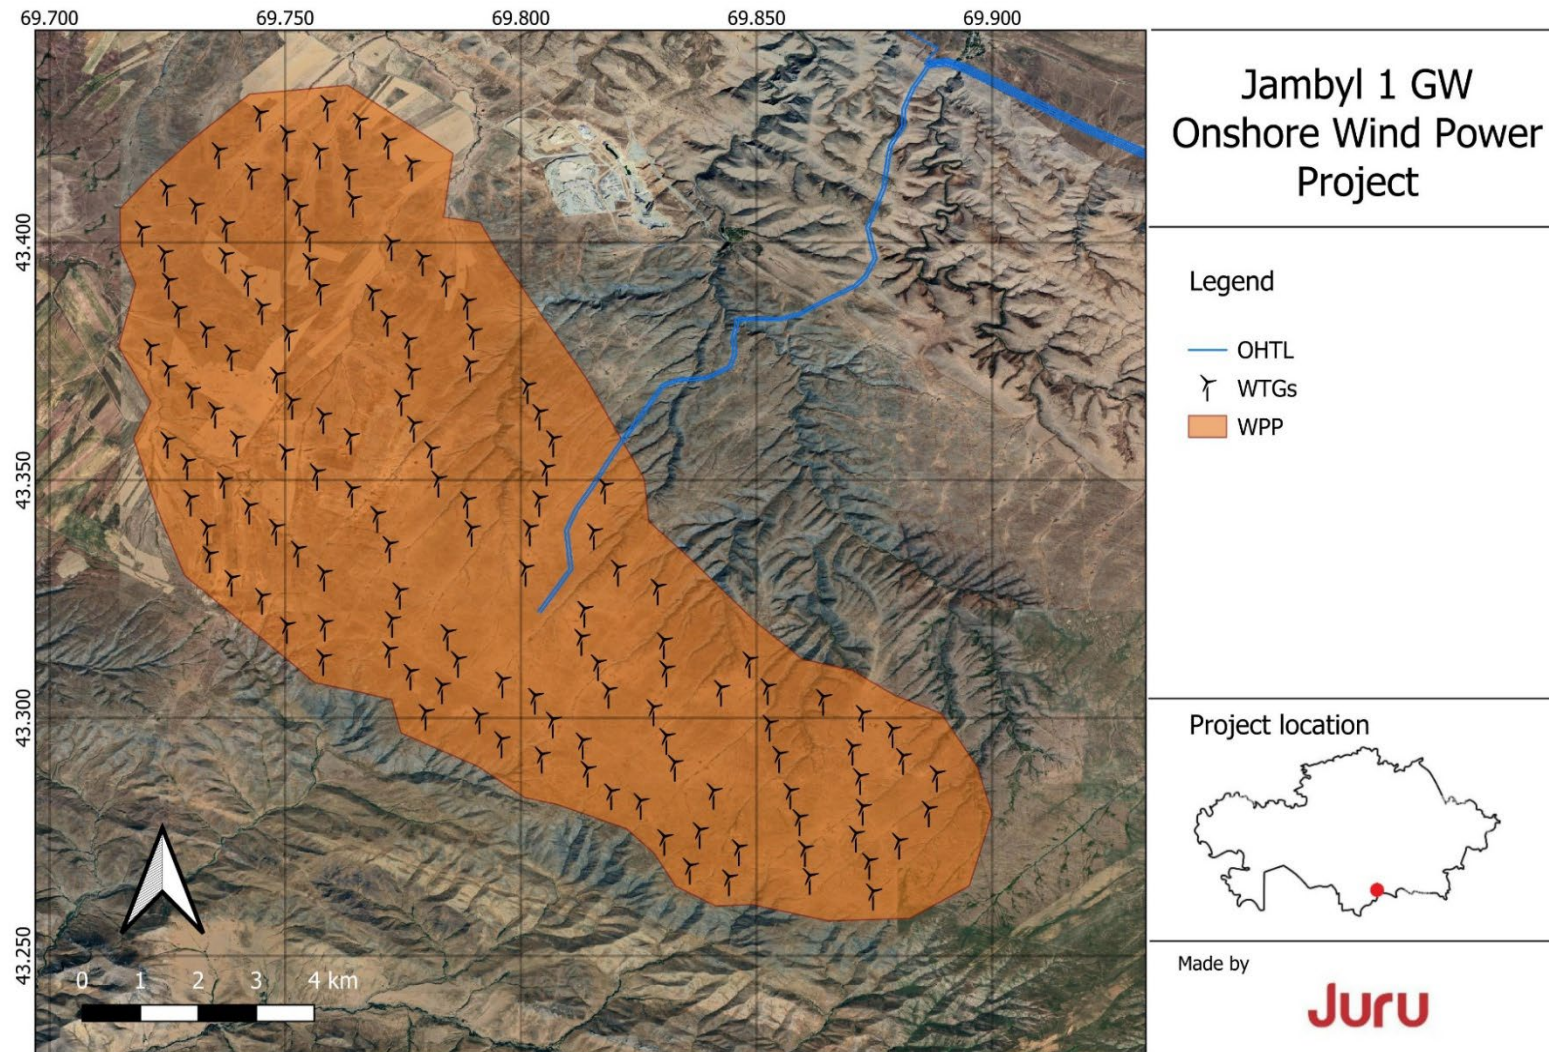 69.700 69.750 69.800 69.850 69.900
43.400
43.350
43.300
43.250
0 1 2 3 4 km
Jambyl 1 GW
Onshore Wind Power
Project
Legend
OHTL
WTGs
WPP
Project location
Made by
Juru